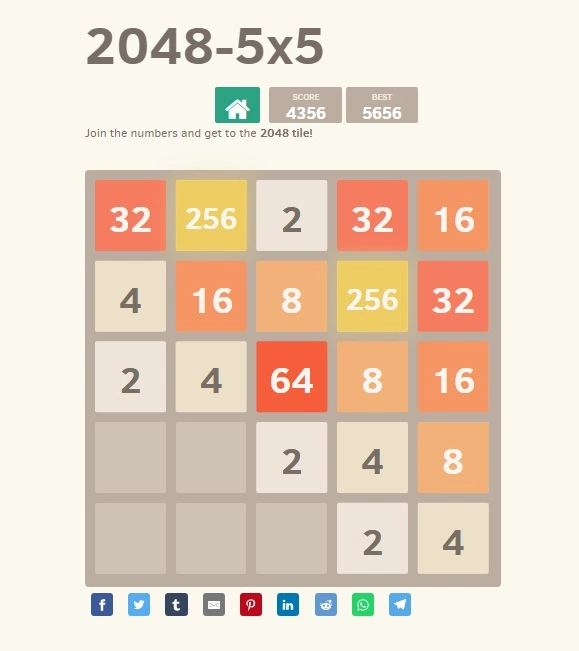 2048-5x5
SCORE BEST
4356 5656
Join the numbers and get to the 2048 tile!
32 256 2 32 16
4 16 8 256 32
2 4 64 8 16
2 4 8
2 4